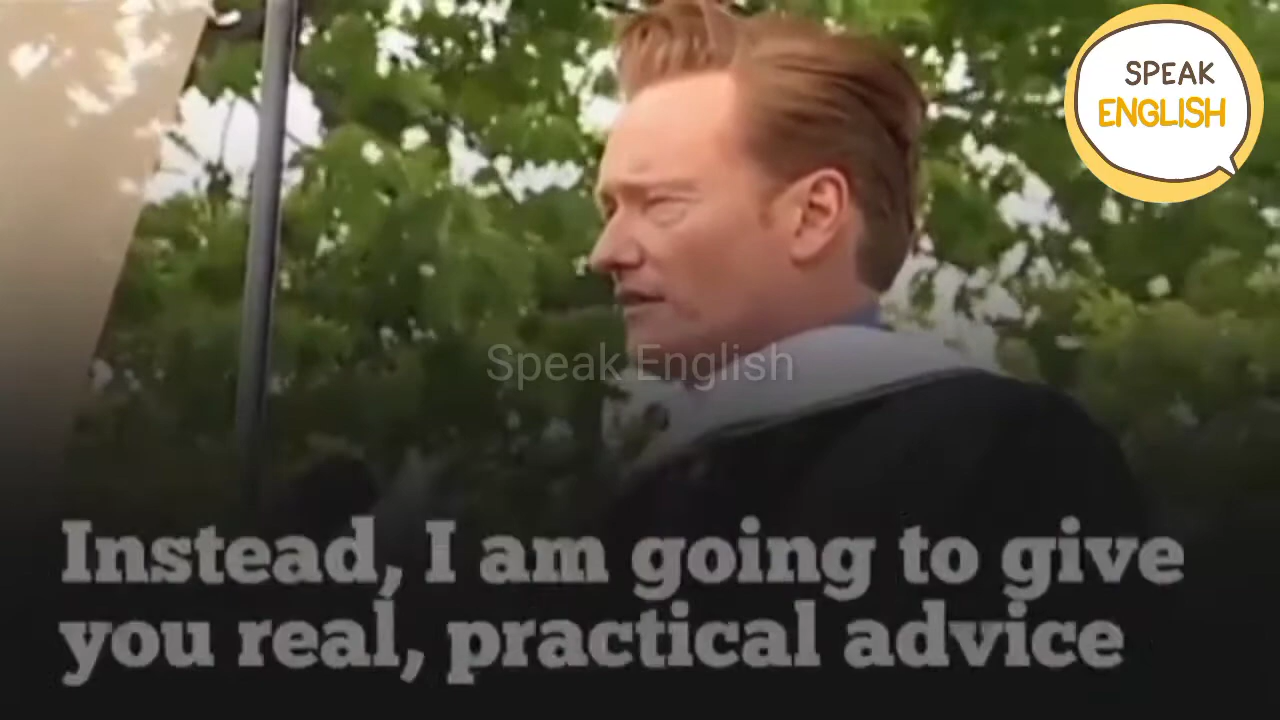 SPEAK
ENGLISH
Speak English
Instead, I am going to give
you real, practical advice